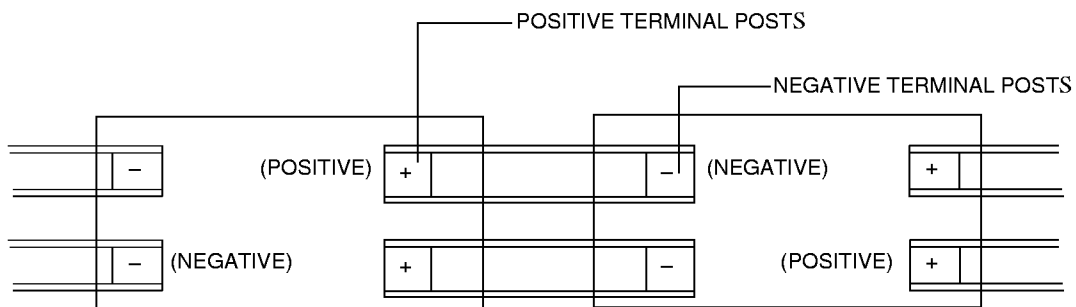 POSITIVE TERMINAL POSTS
NEGATIVE TERMINAL POSTS
− (POSITIVE) + − (NEGATIVE) +
− (NEGATIVE) + − (POSITIVE) +